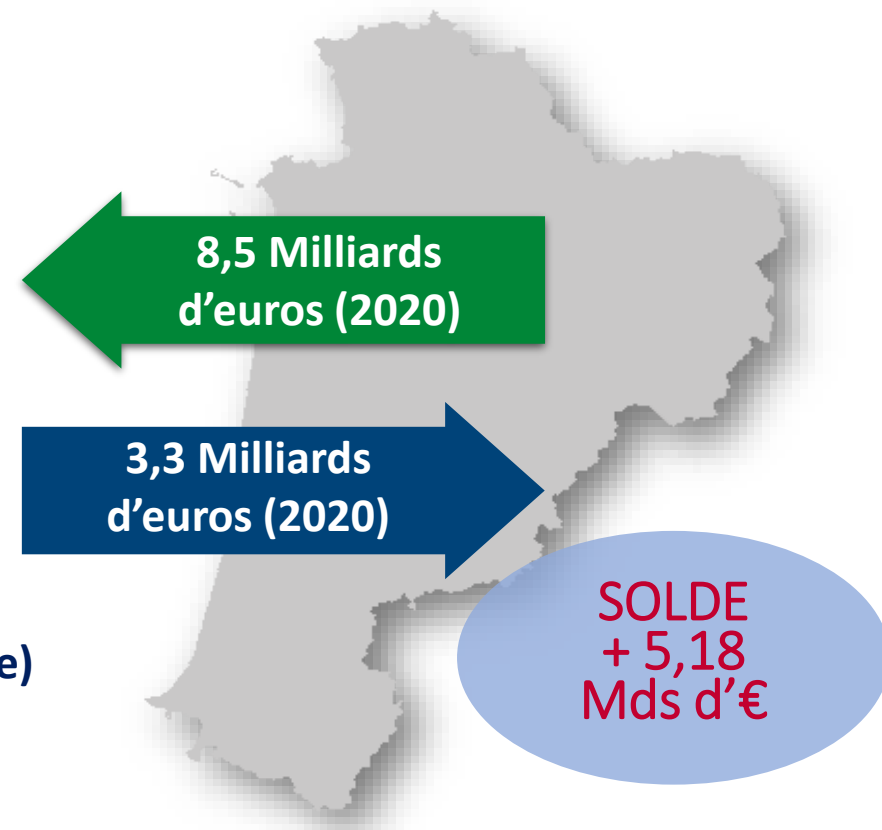 8,5 Milliards
d’euros (2020)
3,3 Milliards
d’euros (2020)
e)
SOLDE
+ 5,18
Mds d’€